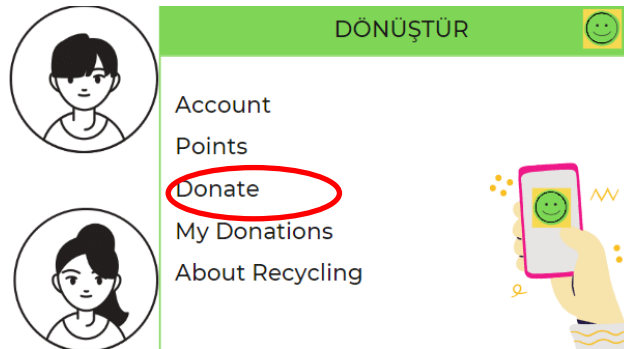 DÖNÜŞTÜR
Account
Points
Donate
My Donations
About Recycling